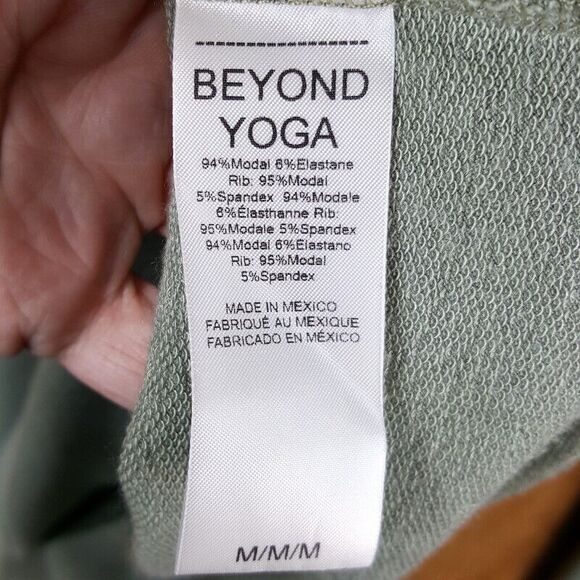 BEYOND
YOGA
94%Modal 6%Elastane
Rib: 95%Modal
5%Spandex 94%Modale
6%Élasthanne Rib:
95%Modale 5%Spandex
94%Modal 6%Elastano
Rib: 95%Modal
5%Spandex
MADE IN MEXICO
FABRIQUÉ AU MEXIQUE
FABRICADO EN MÉXICO
M/M/M